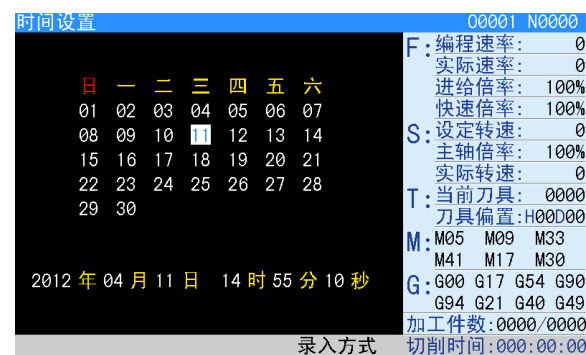 时间设置 O0001 N0000
日 一 二 三 四 五 六
01 02 03 04 05 06 07
08 09 10 11 12 13 14
15 16 17 18 19 20 21
22 23 24 25 26 27 28
29 30
2012 年 04 月 11 日 14 时 55 分 10 秒
录入方式
F: 编程速率: 0
实际速率: 0
进给倍率: 100%
快速倍率: 100%
S: 设定转速: 0
主轴倍率: 100%
实际转速: 0
T: 当前刀具: 0000
刀具偏置:H00D00
M: M05 M09 M33
M41 M17 M30
G: G00 G17 G54 G90
G94 G21 G40 G49
加工件数:0000/0000
切削时间:000:00:00